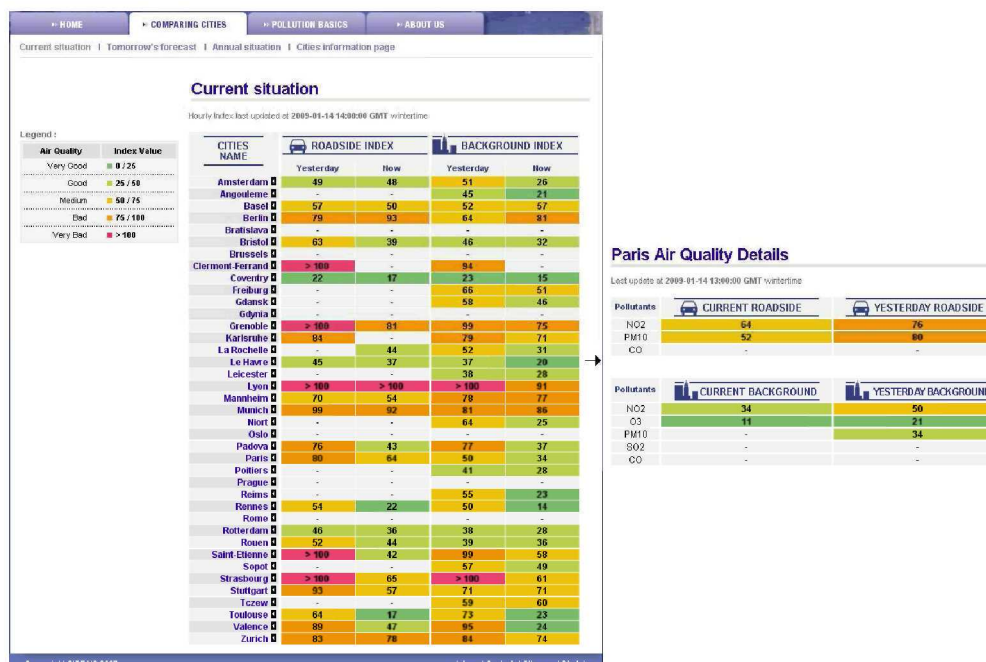 HOME COMPARING CITIES POLLUTION BASICS ABOUT US
Current situation | Tomorrow's forecast | Annual situation | Cities information page
Current situation
Hourly Index last updated at 2009-01-14 14:00:00 GMT wintertime
Legend :
Air Quality Index Value
Very Good 0 / 25
Good 25 / 50
Medium 50 / 75
Bad 75 / 100
Very Bad > 100
CITIES NAME ROADSIDE INDEX BACKGROUND INDEX
Yesterday Now Yesterday Now
Amsterdam 49 48 51 26
Angouleme - - 45 21
Basel 57 50 52 57
Berlin 79 93 64 81
Bratislava - - - -
Bristol 63 39 46 32
Brussels - - - -
Clermont-Ferrand > 100 - 94 -
Coventry 22 17 23 15
Freiburg - - 66 51
Gdansk - - 58 46
Gdynia - - - -
Grenoble > 100 81 99 75
Karlsruhe 84 - 79 71
La Rochelle - 44 52 31
Le Havre 45 37 37 20
Leicester - - 38 28
Lyon > 100 > 100 > 100 91
Mannheim 70 54 78 77
Munich 99 92 81 86
Niort - - 64 25
Oslo - - - -
Padova 76 43 77 37
Paris 80 64 50 34
Poitiers - - 41 28
Prague - - - -
Reims - - 55 23
Rennes 54 22 50 14
Rome - - - -
Rotterdam 46 36 38 28
Rouen 52 44 39 36
Saint-Etienne > 100 42 99 58
Sopot - - 57 49
Strasbourg > 100 65 > 100 61
Stuttgart 93 57 71 71
Tczew - - 59 60
Toulouse 64 17 73 23
Valence 89 47 95 24
Zurich 83 78 84 74
Paris Air Quality Details
Last update at 2009-01-14 13:00:00 GMT wintertime
Pollutants CURRENT ROADSIDE YESTERDAY ROADSIDE
NO2 64 76
PM10 52 80
CO - -
Pollutants CURRENT BACKGROUND YESTERDAY BACKGROUN
NO2 34 50
O3 11 21
PM10 - 34
SO2 - -
CO - -